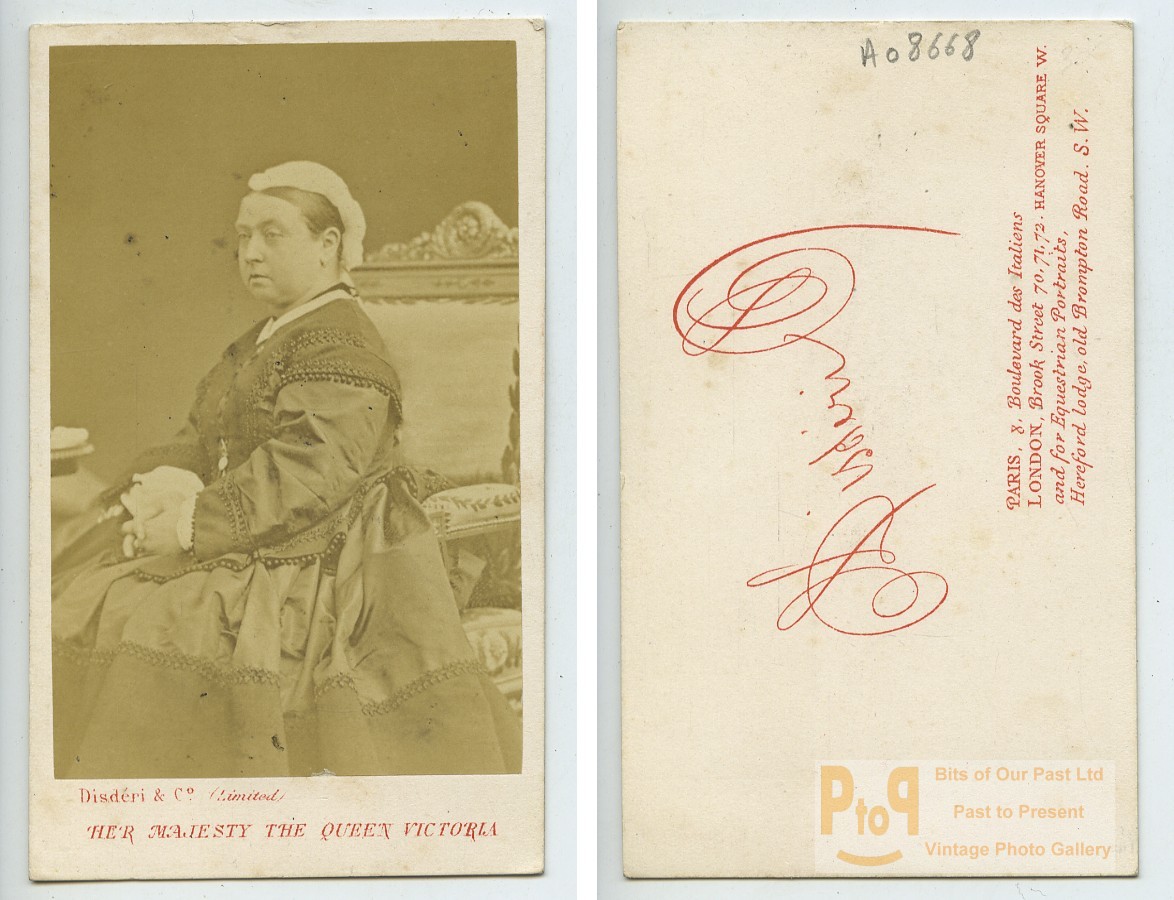 Disdéri & Cº (Limited)
HER MAJESTY THE QUEEN VICTORIA
A08668
Disdéri
PARIS, 8, Boulevard des Italiens
LONDON, Brook Street 70, 71, 72. HANOVER SQUARE W.
and for Equestrian Portraits,
Hereford lodge, old Brompton Road. S.W.
PtoP
Bits of Our Past Ltd
Past to Present
Vintage Photo Gallery